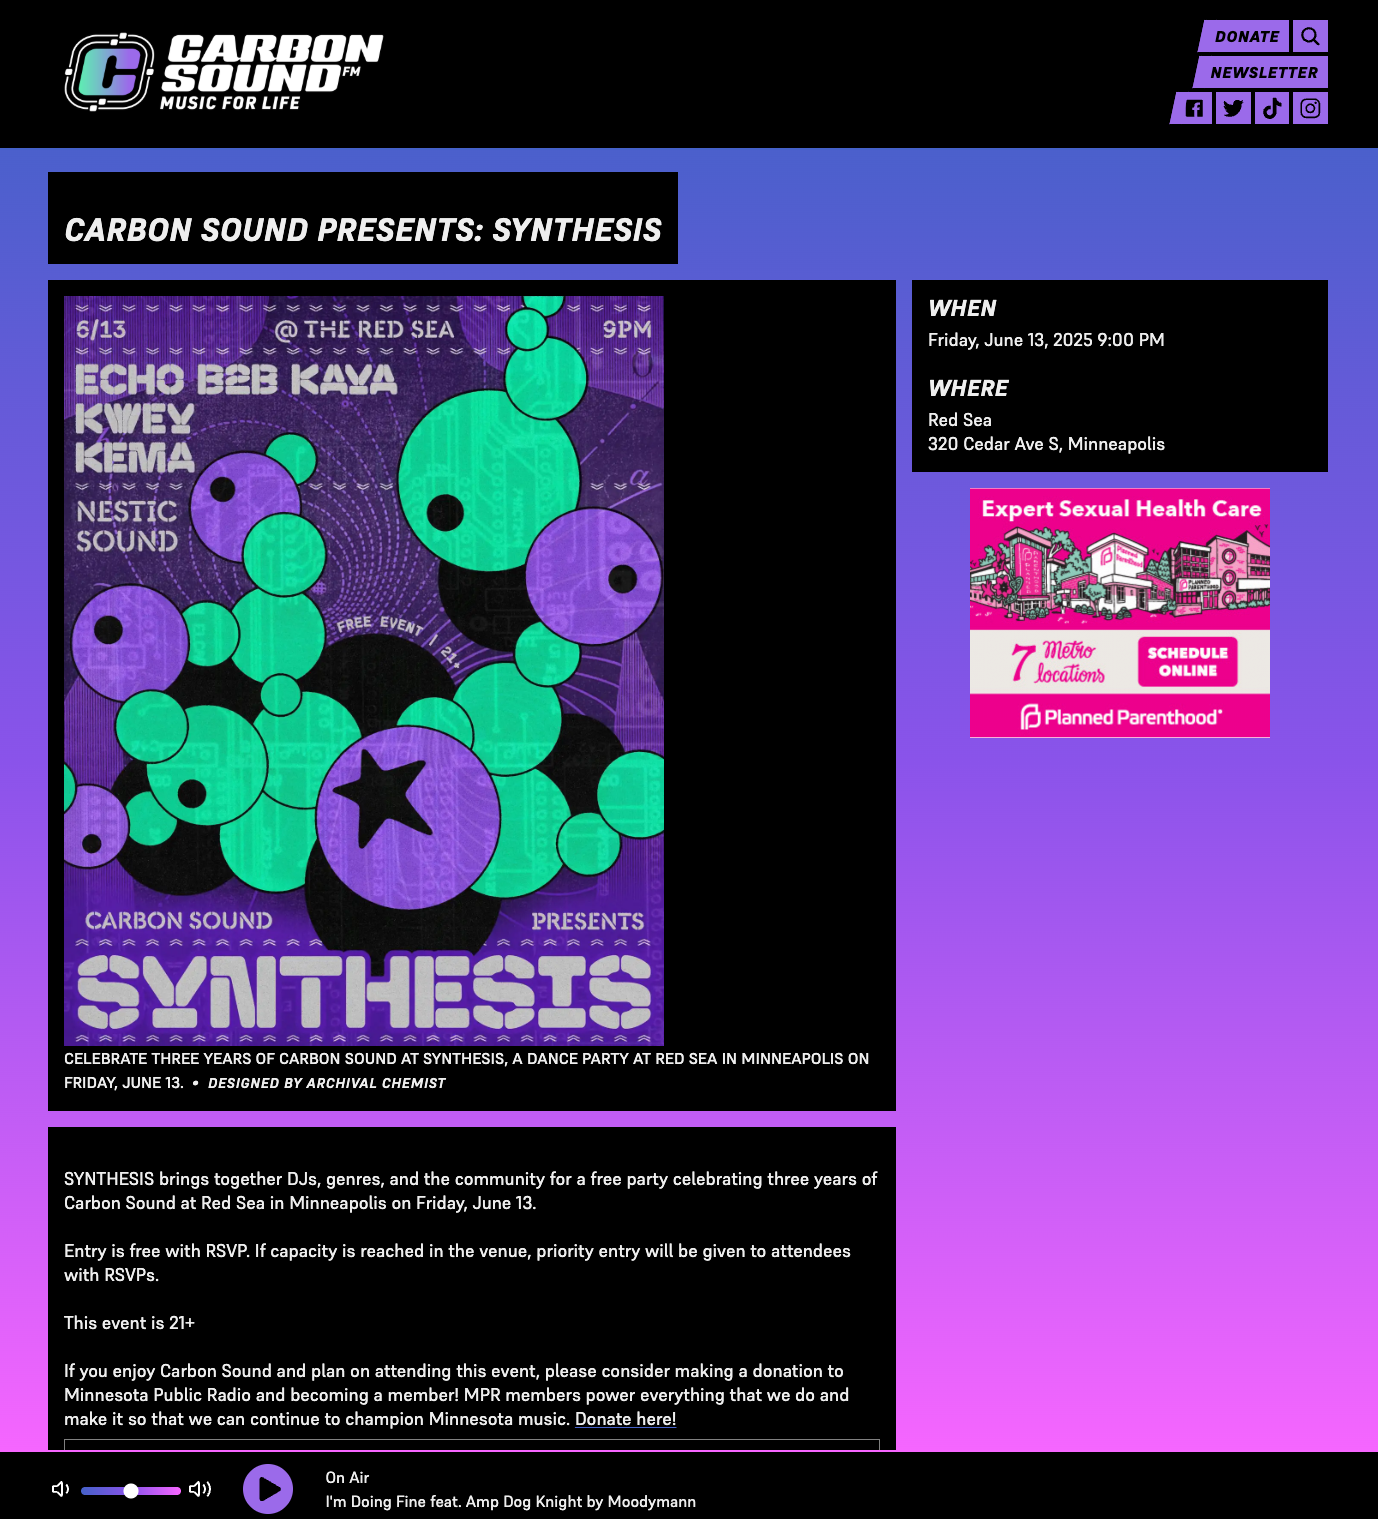 CARBON
SOUND FM
MUSIC FOR LIFE
DONATE
NEWSLETTER
CARBON SOUND PRESENTS: SYNTHESIS
6/13 @ THE RED SEA 9PM
ECHO B2B KAYA
KWEY
KEMA
NESTIC
SOUND
FREE EVENT | 21+
CARBON SOUND PRESENTS
SYNTHESIS
CELEBRATE THREE YEARS OF CARBON SOUND AT SYNTHESIS, A DANCE PARTY AT RED SEA IN MINNEAPOLIS ON
FRIDAY, JUNE 13. • DESIGNED BY ARCHIVAL CHEMIST
WHEN
Friday, June 13, 2025 9:00 PM
WHERE
Red Sea
320 Cedar Ave S, Minneapolis
Expert Sexual Health Care
Planned Parenthood
PLANNED PARENTHOOD
7 Metro locations
SCHEDULE
ONLINE
Planned Parenthood
SYNTHESIS brings together DJs, genres, and the community for a free party celebrating three years of
Carbon Sound at Red Sea in Minneapolis on Friday, June 13.
Entry is free with RSVP. If capacity is reached in the venue, priority entry will be given to attendees
with RSVPs.
This event is 21+
If you enjoy Carbon Sound and plan on attending this event, please consider making a donation to
Minnesota Public Radio and becoming a member! MPR members power everything that we do and
make it so that we can continue to champion Minnesota music. Donate here!
On Air
I'm Doing Fine feat. Amp Dog Knight by Moodymann